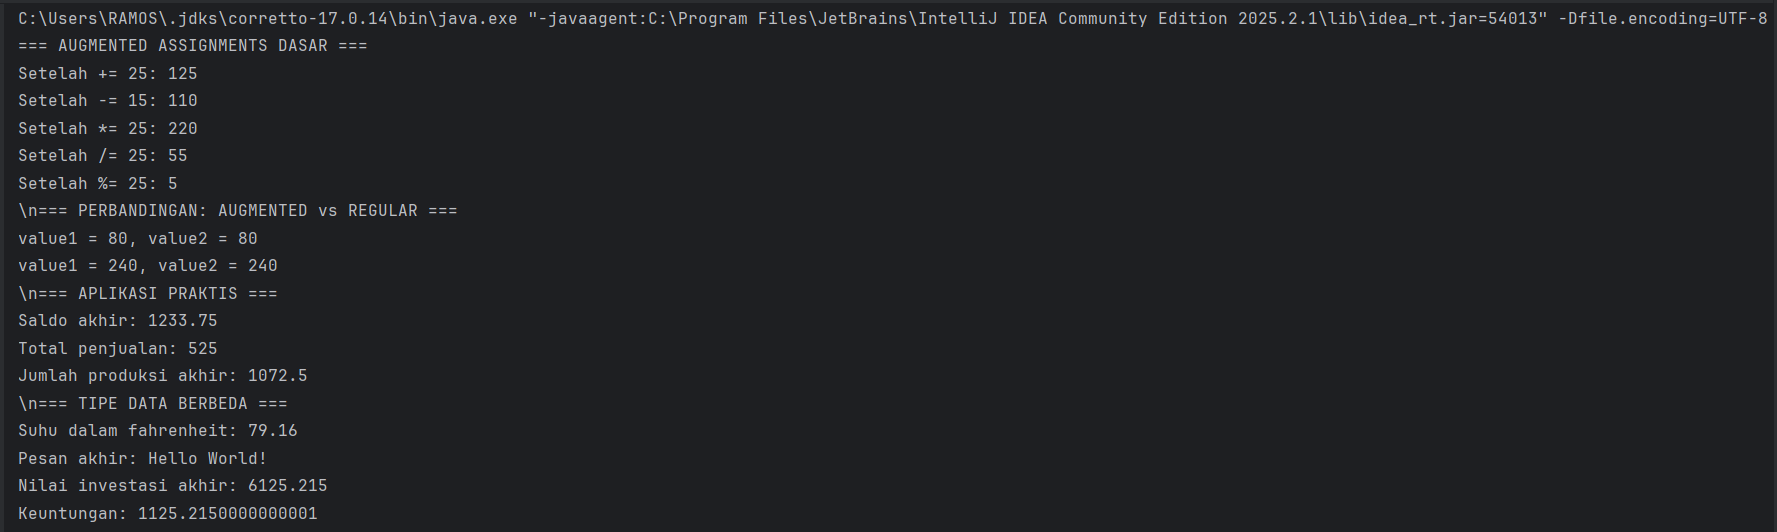 C:\Users\RAMOS\.jdks\corretto-17.0.14\bin\java.exe "-javaagent:C:\Program Files\JetBrains\IntelliJ IDEA Community Edition 2025.2.1\lib\idea_rt.jar=54013" -Dfile.encoding=UTF-8
=== AUGMENTED ASSIGNMENTS DASAR ===
Setelah += 25: 125
Setelah -= 15: 110
Setelah *= 25: 220
Setelah /= 25: 55
Setelah %= 25: 5
\n=== PERBANDINGAN: AUGMENTED vs REGULAR ===
value1 = 80, value2 = 80
value1 = 240, value2 = 240
\n=== APLIKASI PRAKTIS ===
Saldo akhir: 1233.75
Total penjualan: 525
Jumlah produksi akhir: 1072.5
\n=== TIPE DATA BERBEDA ===
Suhu dalam fahrenheit: 79.16
Pesan akhir: Hello World!
Nilai investasi akhir: 6125.215
Keuntungan: 1125.2150000000001